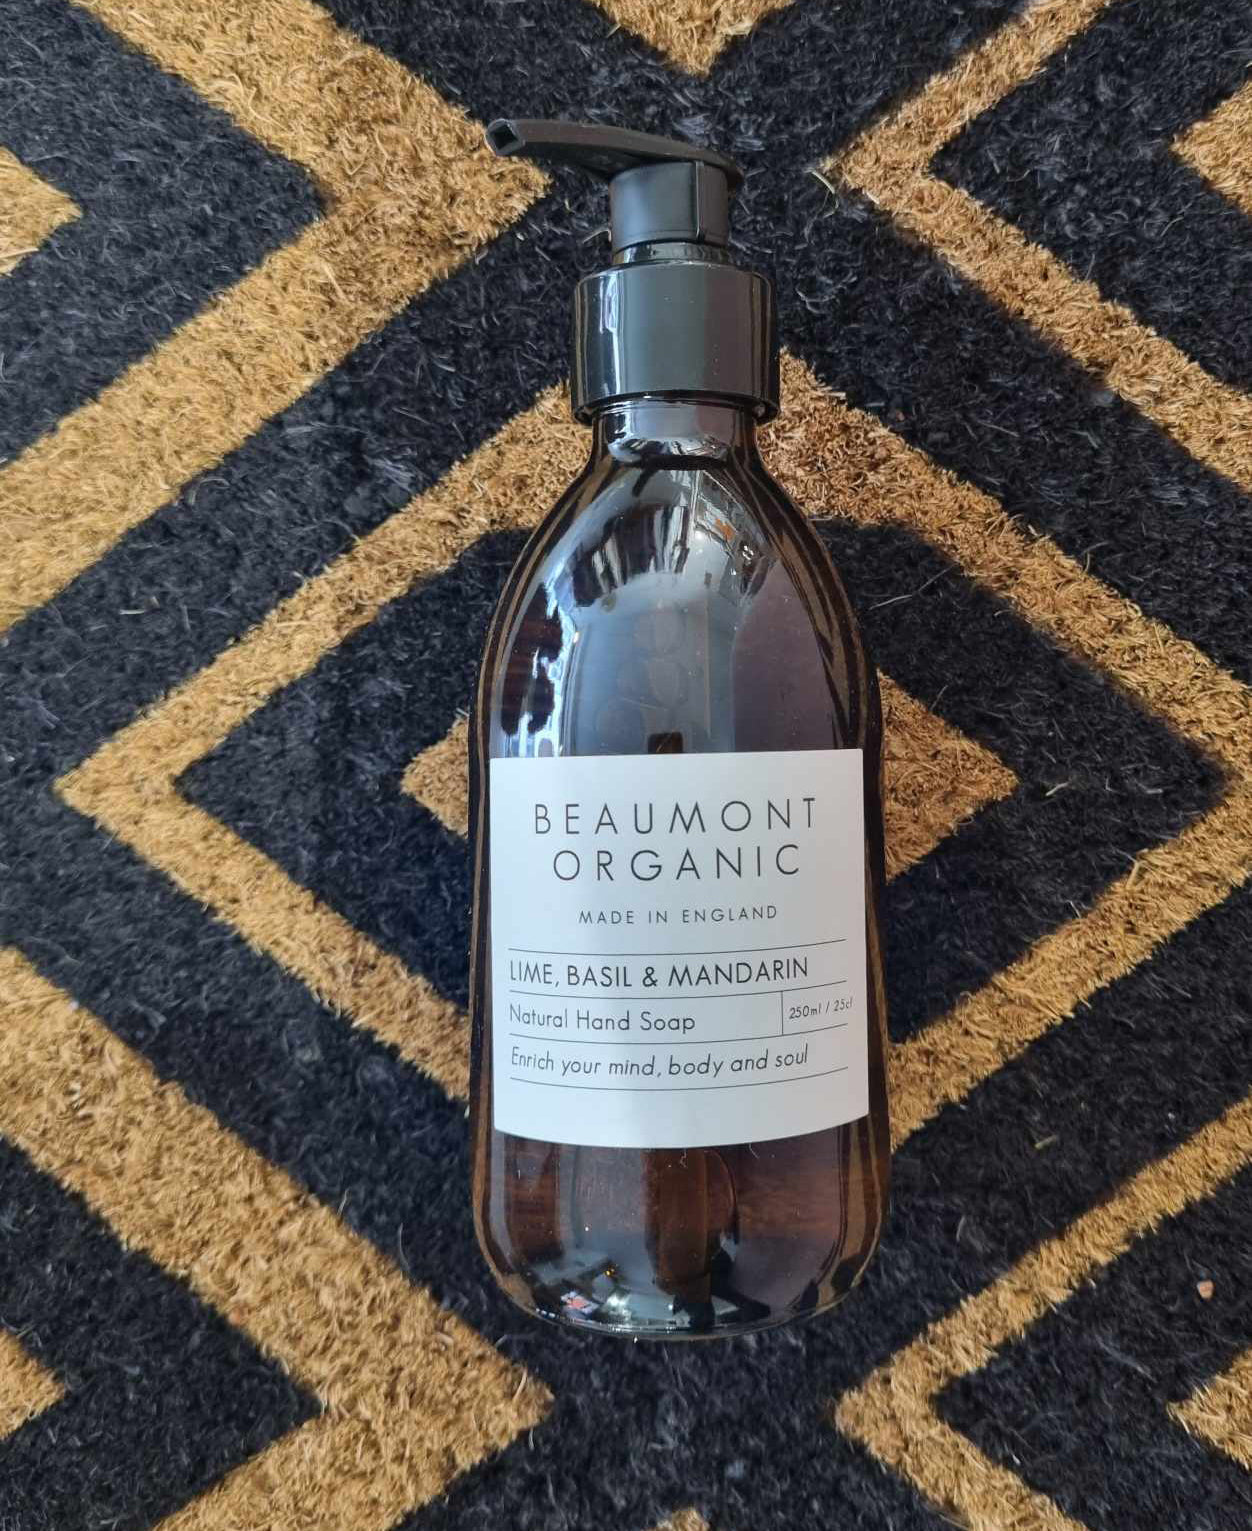 BEAUMONT
ORGANIC
MADE IN ENGLAND
LIME, BASIL & MANDARIN
Natural Hand Soap
250ml / 25cl
Enrich your mind, body and soul